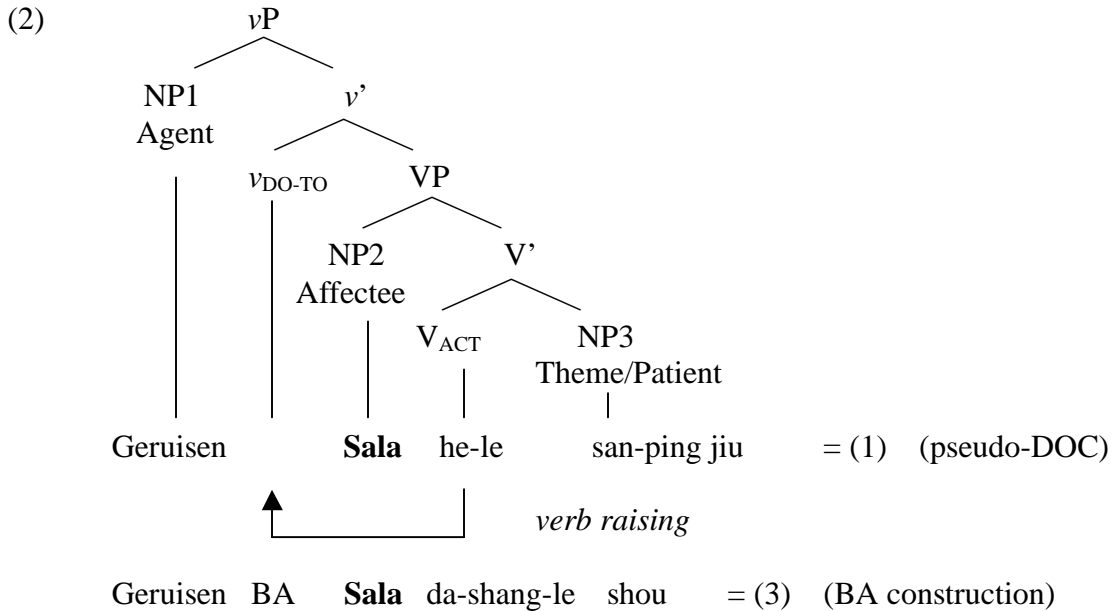 (2) vP
NP1 v’
Agent
vDO-TO VP
NP2 V’
Affectee
VACT NP3
Theme/Patient
Geruisen Sala he-le san-ping jiu = (1) (pseudo-DOC)
verb raising
Geruisen BA Sala da-shang-le shou = (3) (BA construction)